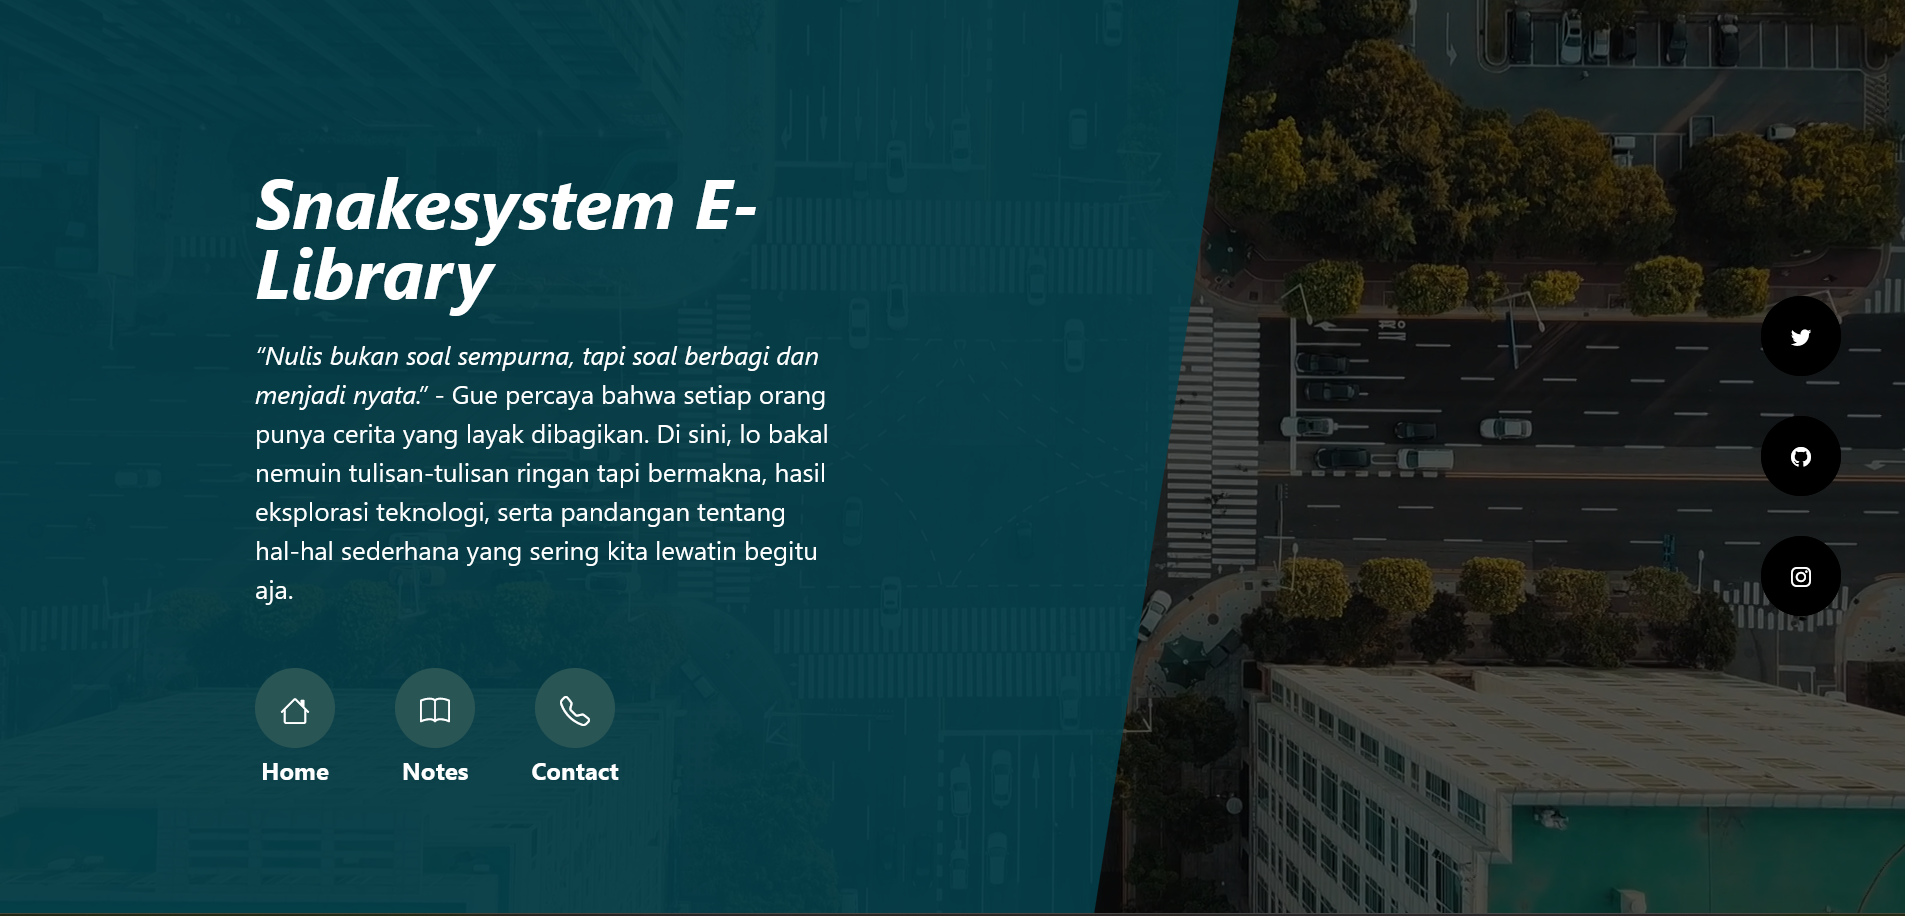 Snakesystem E-
Library
“Nulis bukan soal sempurna, tapi soal berbagi dan
menjadi nyata.” - Gue percaya bahwa setiap orang
punya cerita yang layak dibagikan. Di sini, lo bakal
nemuin tulisan-tulisan ringan tapi bermakna, hasil
eksplorasi teknologi, serta pandangan tentang
hal-hal sederhana yang sering kita lewatin begitu
aja.
Home
Notes
Contact